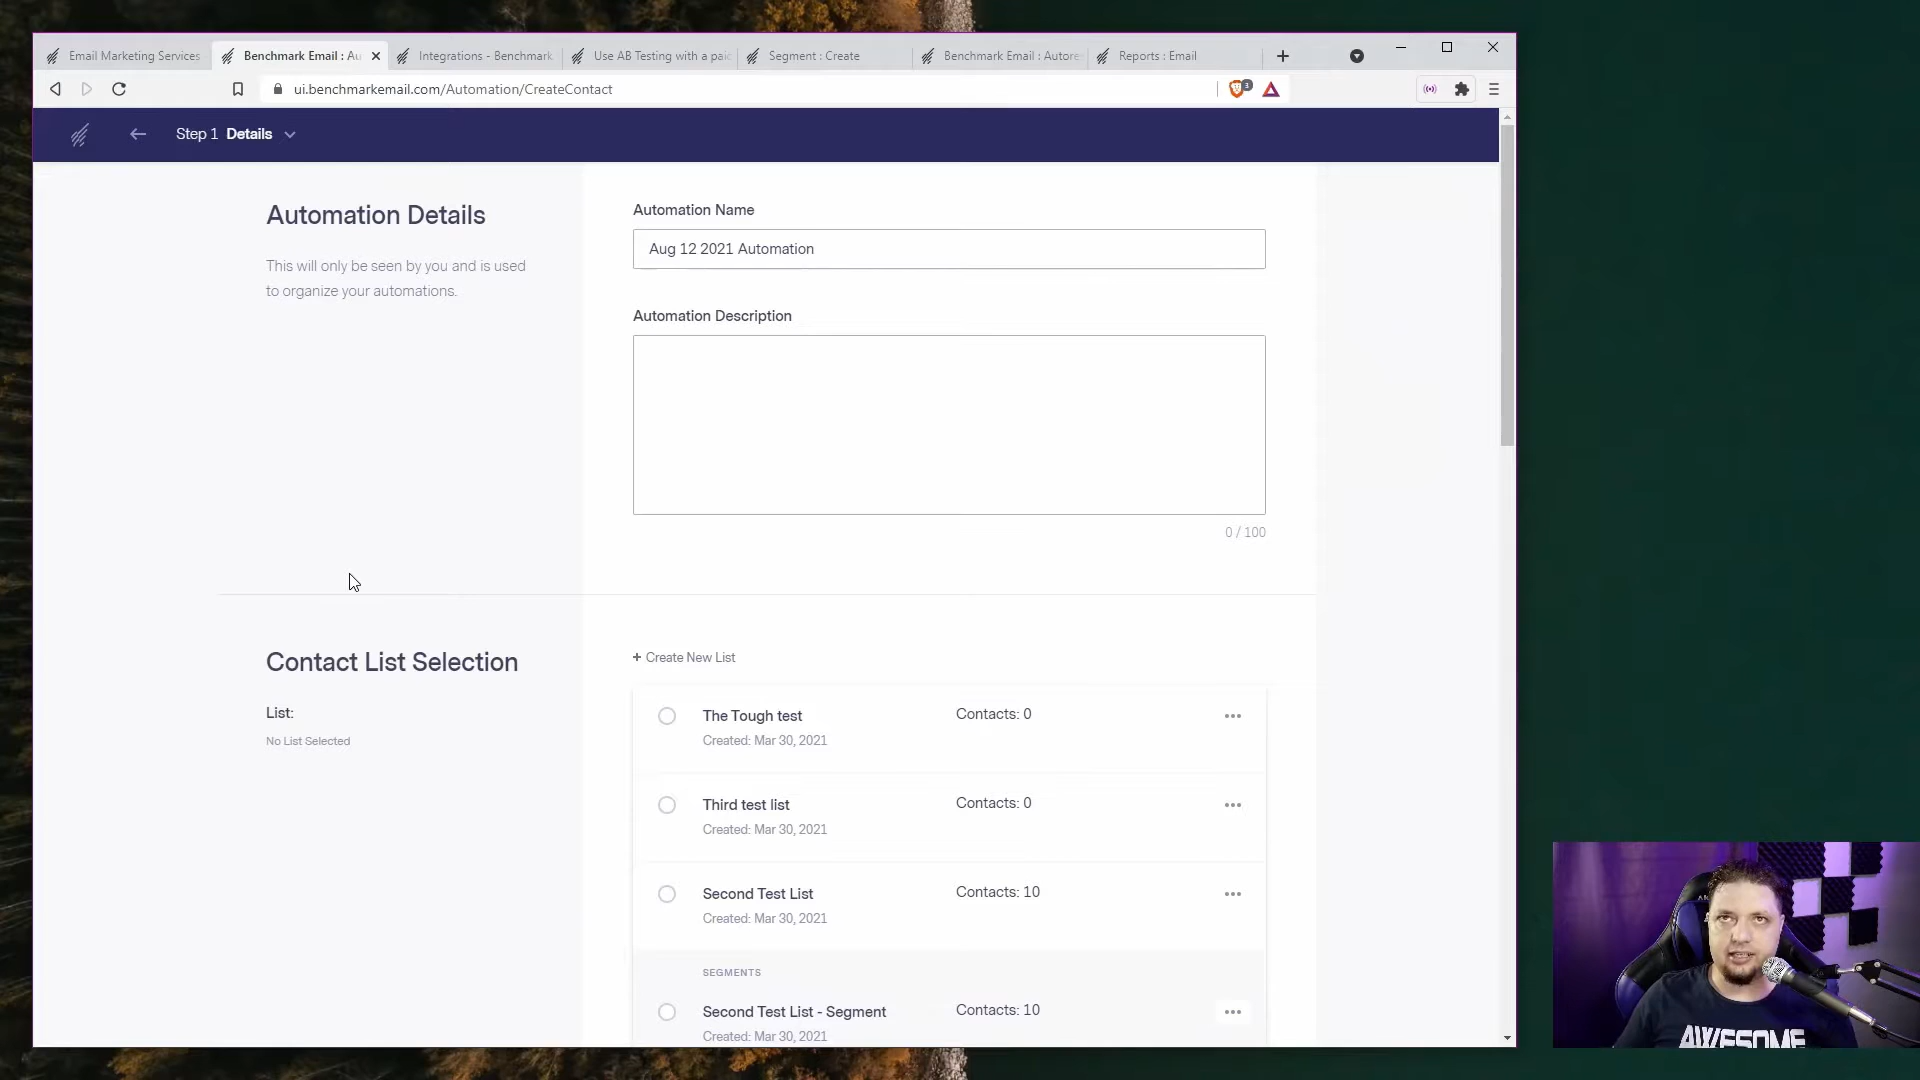 Email Marketing Services
Benchmark Email : Au
Integrations - Benchmark
Use AB Testing with a paid
Segment : Create
Benchmark Email : Autores
Reports : Email
ui.benchmarkemail.com/Automation/CreateContact
3
Step 1 Details
Automation Details
This will only be seen by you and is used
to organize your automations.
Automation Name
Aug 12 2021 Automation
Automation Description
0 / 100
Contact List Selection
List:
No List Selected
+ Create New List
The Tough test
Contacts: 0
Created: Mar 30, 2021
Third test list
Contacts: 0
Created: Mar 30, 2021
Second Test List
Contacts: 10
Created: Mar 30, 2021
SEGMENTS
Second Test List - Segment
Contacts: 10
Created: Mar 30, 2021
AWESOME